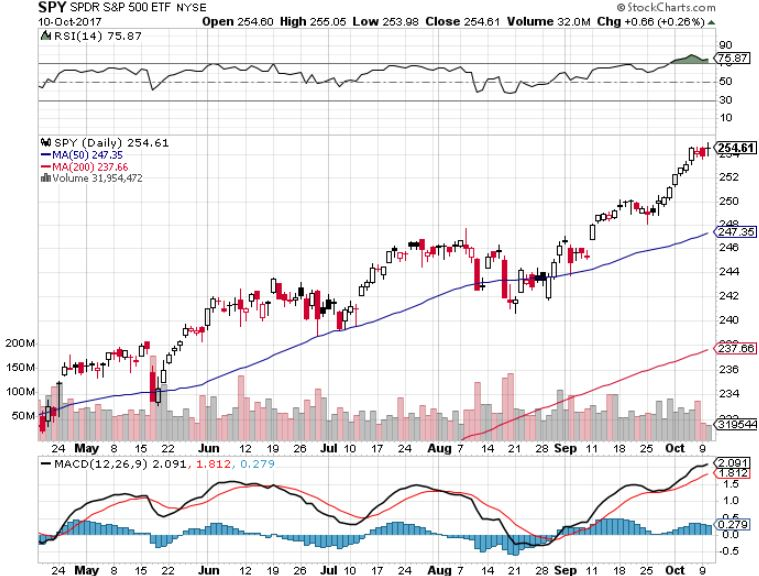 SPY SPDR S&P 500 ETF NYSE © StockCharts.com
10-Oct-2017 Open 254.60 High 255.05 Low 253.98 Close 254.61 Volume 32.0M Chg +0.66 (+0.26%)
RSI(14) 75.87
90
75.87
50
30
10
SPY (Daily) 254.61
MA(50) 247.35
MA(200) 237.66
Volume 31,954,472
254.61
252
250
247.35
246
244
242
240
237.66
236
234
200M
150M
100M
50M
319544
24 May 8 15 22 Jun 12 19 26 Jul 10 17 24 Aug 7 14 21 28 Sep 11 18 25 Oct 9
MACD(12,26,9) 2.091, 1.812, 0.279
2.091
1.812
1.5
1.0
0.5
0.279
0.0
-0.5
24 May 8 15 22 Jun 12 19 26 Jul 10 17 24 Aug 7 14 21 28 Sep 11 18 25 Oct 9